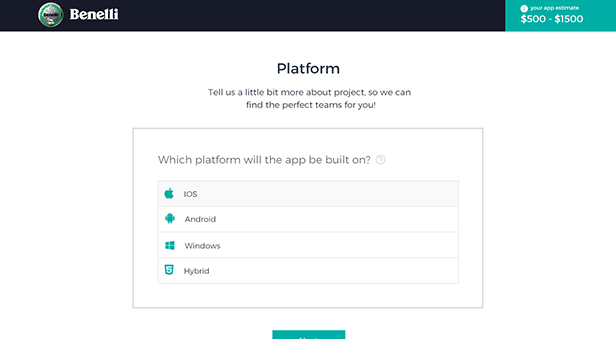 Benelli
your app estimate
$500 - $1500
Platform
Tell us a little bit more about project, so we can
find the perfect teams for you!
Which platform will the app be built on? ?
IOS
Android
Windows
Hybrid